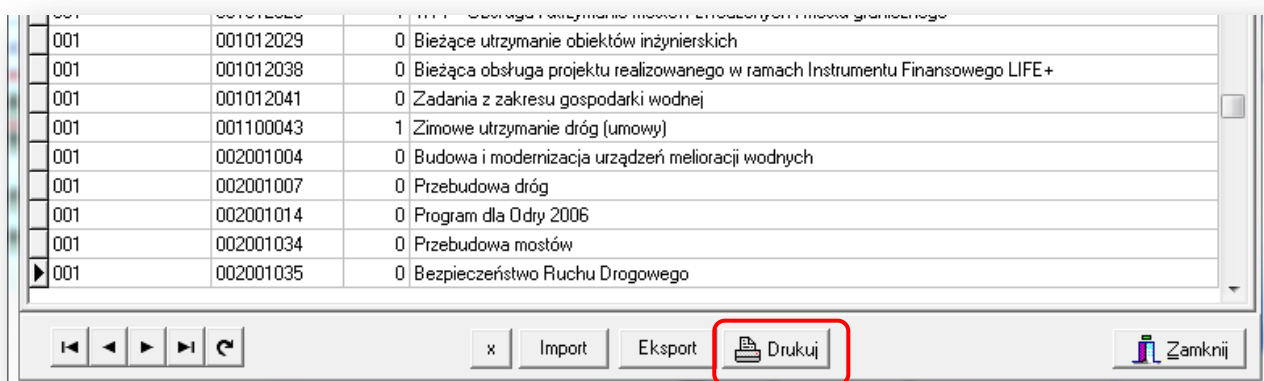 001 001012029 0 Bieżące utrzymanie obiektów inżynierskich
001 001012038 0 Bieżąca obsługa projektu realizowanego w ramach Instrumentu Finansowego LIFE+
001 001012041 0 Zadania z zakresu gospodarki wodnej
001 001100043 1 Zimowe utrzymanie dróg (umowy)
001 002001004 0 Budowa i modernizacja urządzeń melioracji wodnych
001 002001007 0 Przebudowa dróg
001 002001014 0 Program dla Odry 2006
001 002001034 0 Przebudowa mostów
001 002001035 0 Bezpieczeństwo Ruchu Drogowego
x Import Eksport Drukuj Zamknij